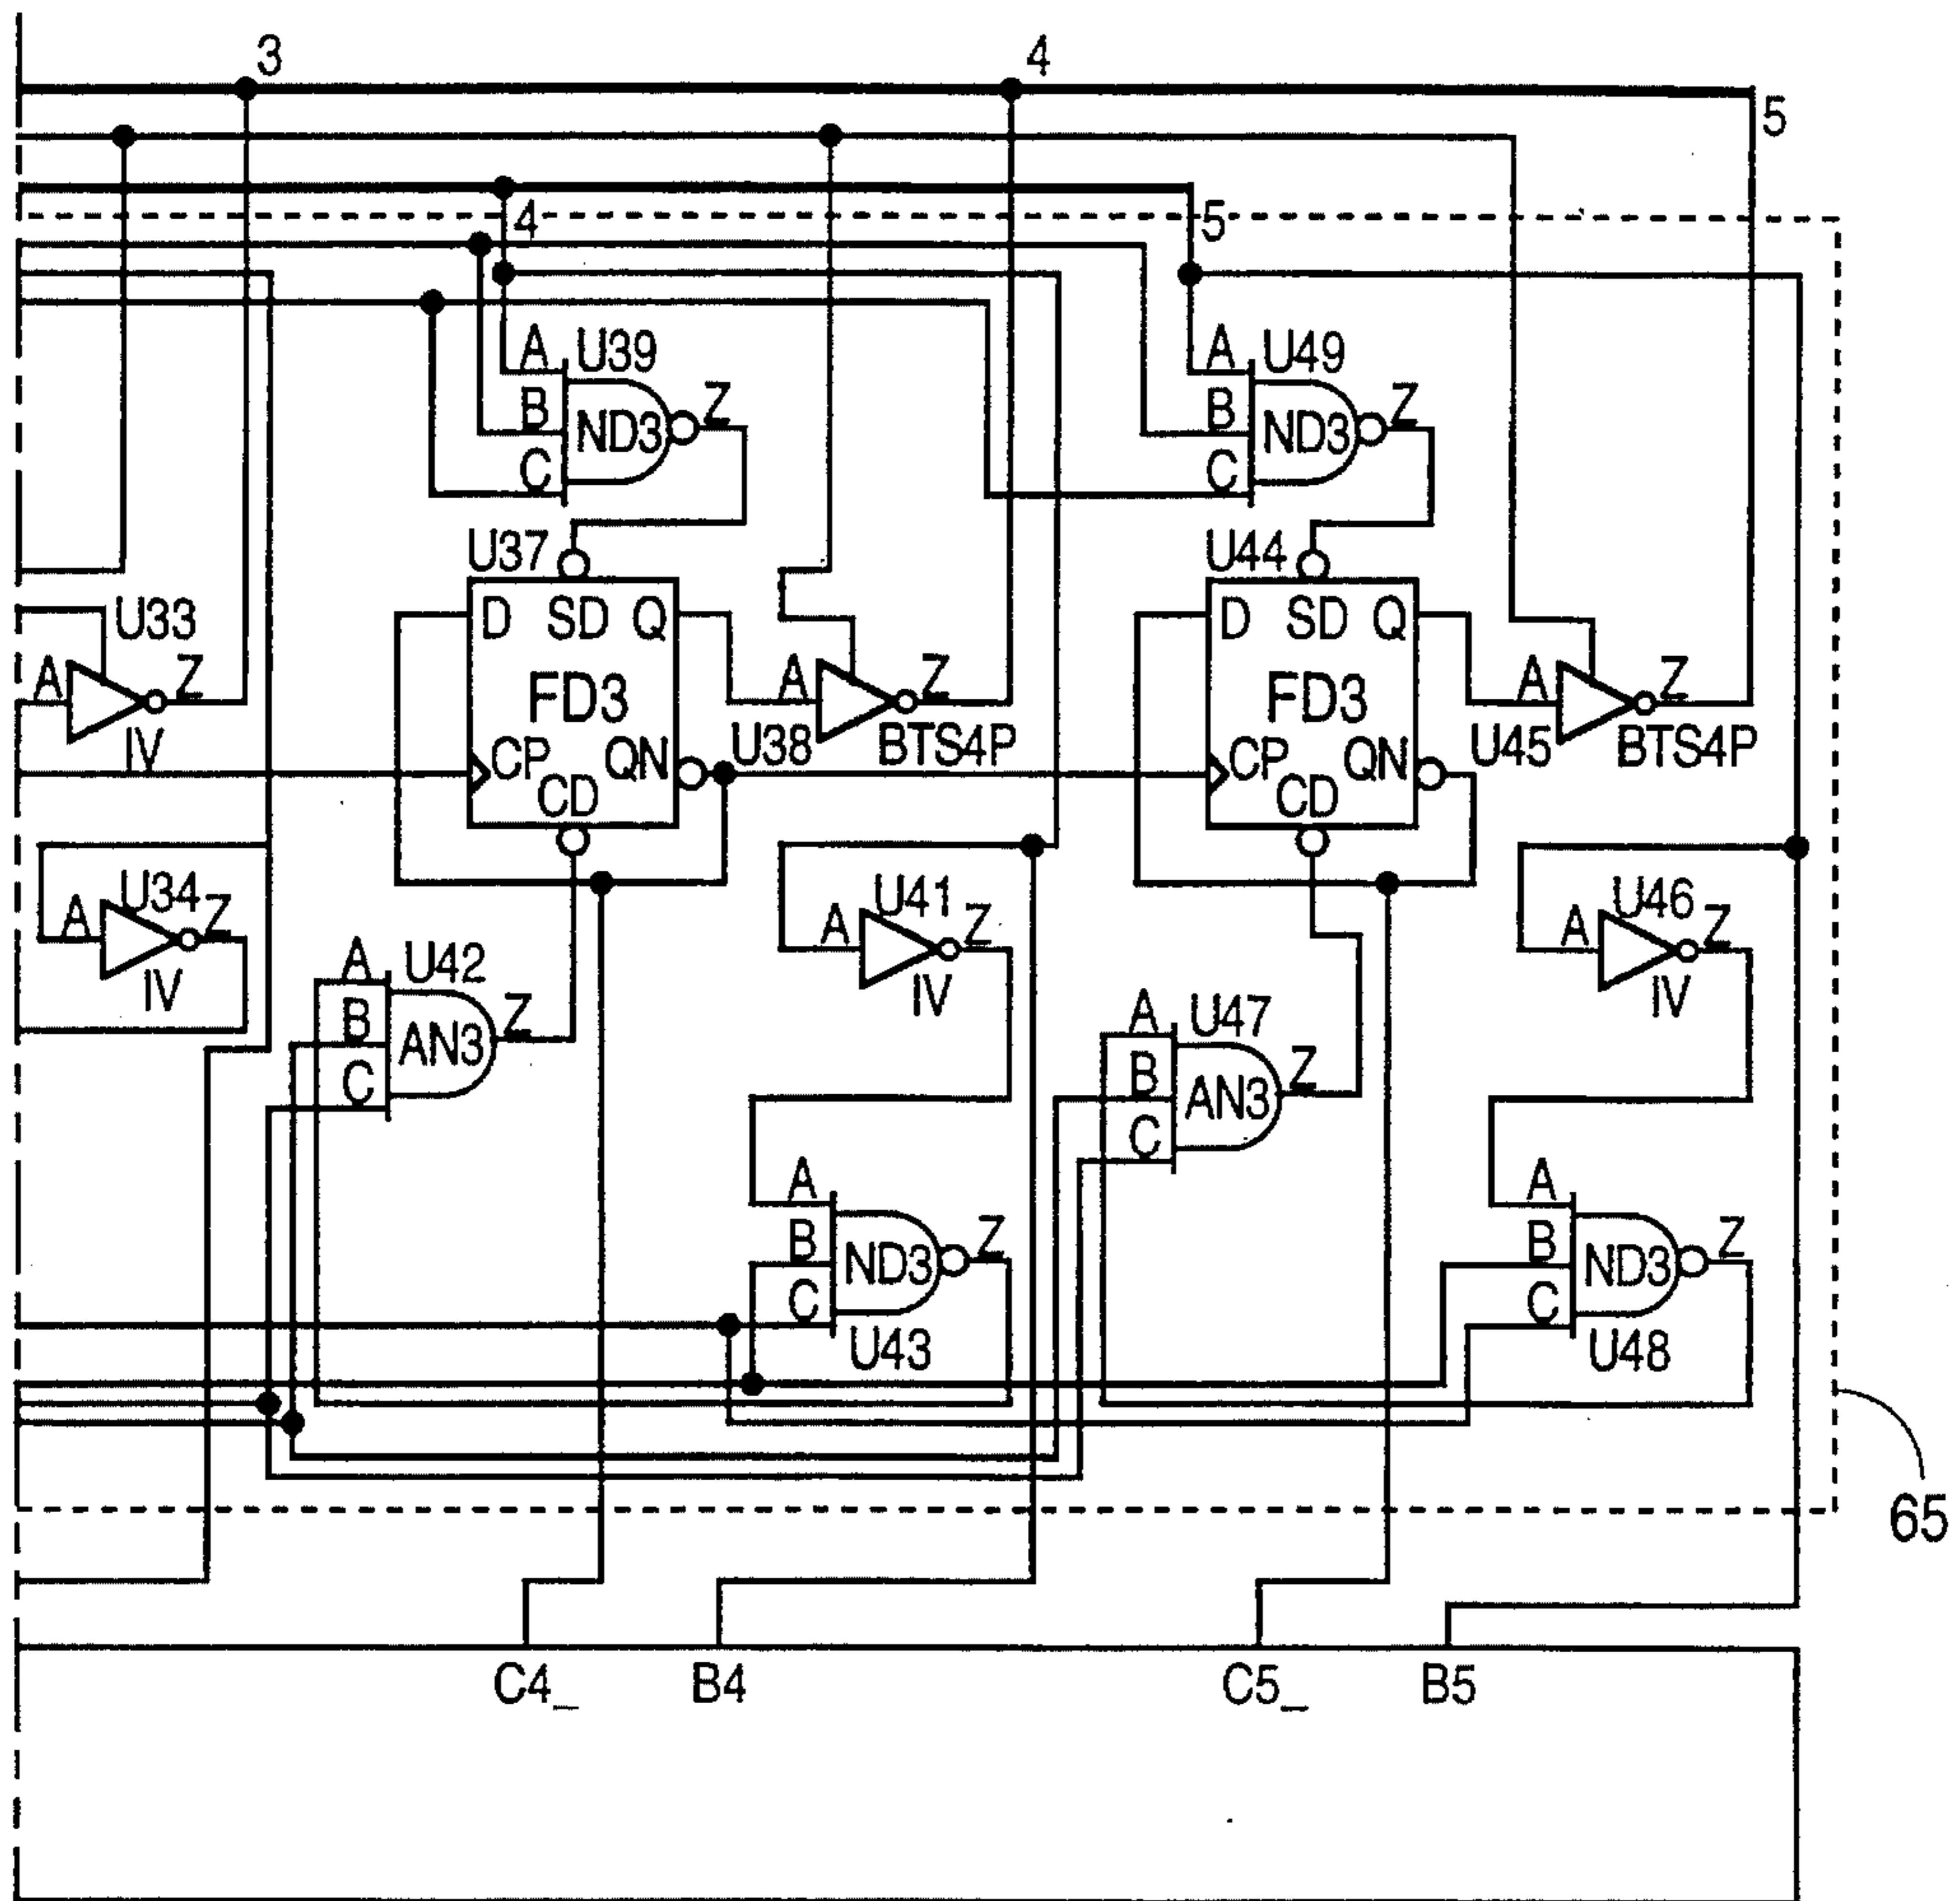 3
4
5
4
5
A
U39
B
ND3
Z
C
A
U49
B
ND3
Z
C
U37
D
SD
Q
FD3
CP
QN
CD
U44
D
SD
Q
FD3
CP
QN
CD
U33
A
Z
IV
A
Z
U38
BTS4P
A
Z
U45
BTS4P
U34
A
Z
IV
U41
A
Z
IV
U46
A
Z
IV
A
U42
B
AN3
Z
C
A
U47
B
AN3
Z
C
A
B
ND3
Z
C
U43
A
B
ND3
Z
C
U48
65
C4_
B4
C5_
B5